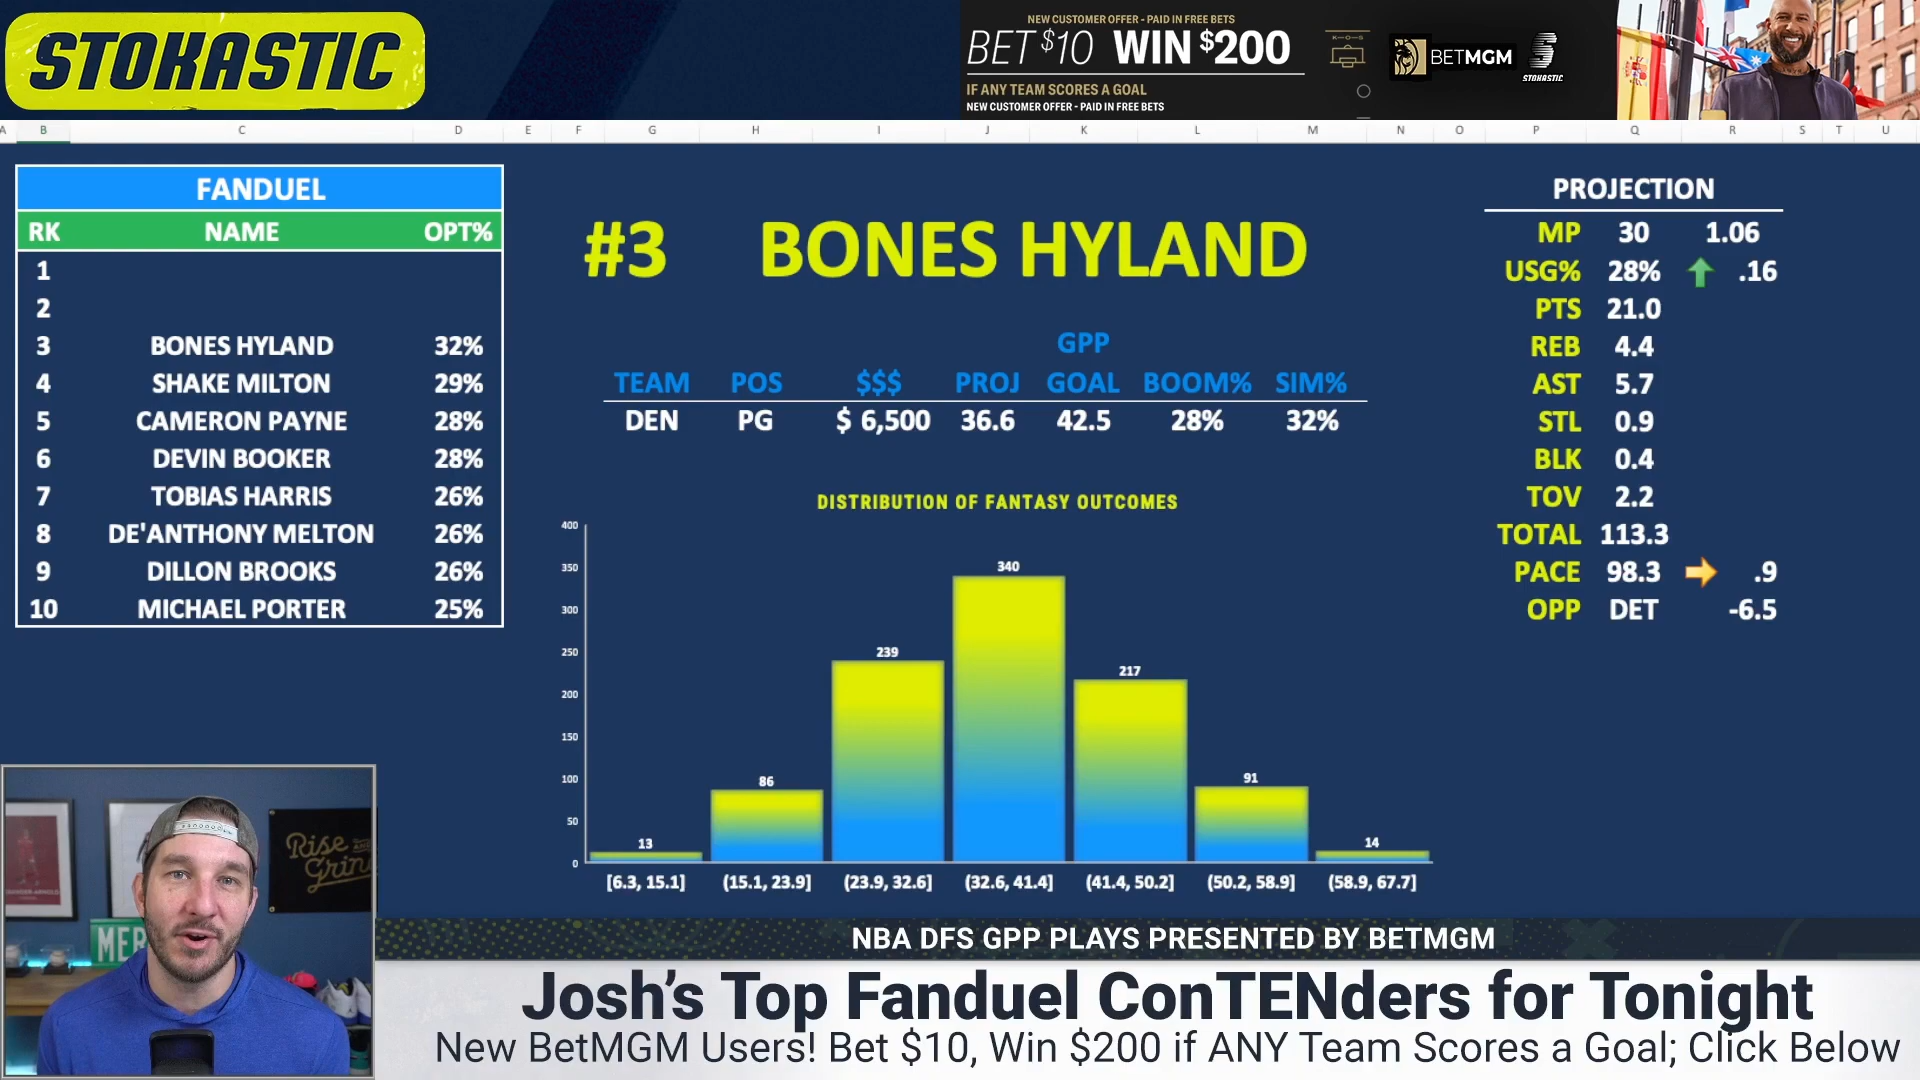 STOKASTIC
NEW CUSTOMER OFFER - PAID IN FREE BETS
BET $10 WIN $200
IF ANY TEAM SCORES A GOAL
NEW CUSTOMER OFFER - PAID IN FREE BETS
BETMGM
STOKASTIC
A B C D E F G H I J K L M N O P Q R S T U
FANDUEL
RK NAME OPT%
1
2
3 BONES HYLAND 32%
4 SHAKE MILTON 29%
5 CAMERON PAYNE 28%
6 DEVIN BOOKER 28%
7 TOBIAS HARRIS 26%
8 DE'ANTHONY MELTON 26%
9 DILLON BROOKS 26%
10 MICHAEL PORTER 25%
#3 BONES HYLAND
GPP
TEAM POS $$$ PROJ GOAL BOOM% SIM%
DEN PG $ 6,500 36.6 42.5 28% 32%
DISTRIBUTION OF FANTASY OUTCOMES
400
350
300
250
200
150
100
50
0
13 86 239 340 217 91 14
[6.3, 15.1] (15.1, 23.9] (23.9, 32.6] (32.6, 41.4] (41.4, 50.2] (50.2, 58.9] (58.9, 67.7]
PROJECTION
MP 30 1.06
USG% 28% .16
PTS 21.0
REB 4.4
AST 5.7
STL 0.9
BLK 0.4
TOV 2.2
TOTAL 113.3
PACE 98.3 .9
OPP DET -6.5
Rise
Grin
MER
NBA DFS GPP PLAYS PRESENTED BY BETMGM
Josh's Top Fanduel ConTENders for Tonight
New BetMGM Users! Bet $10, Win $200 if ANY Team Scores a Goal; Click Below